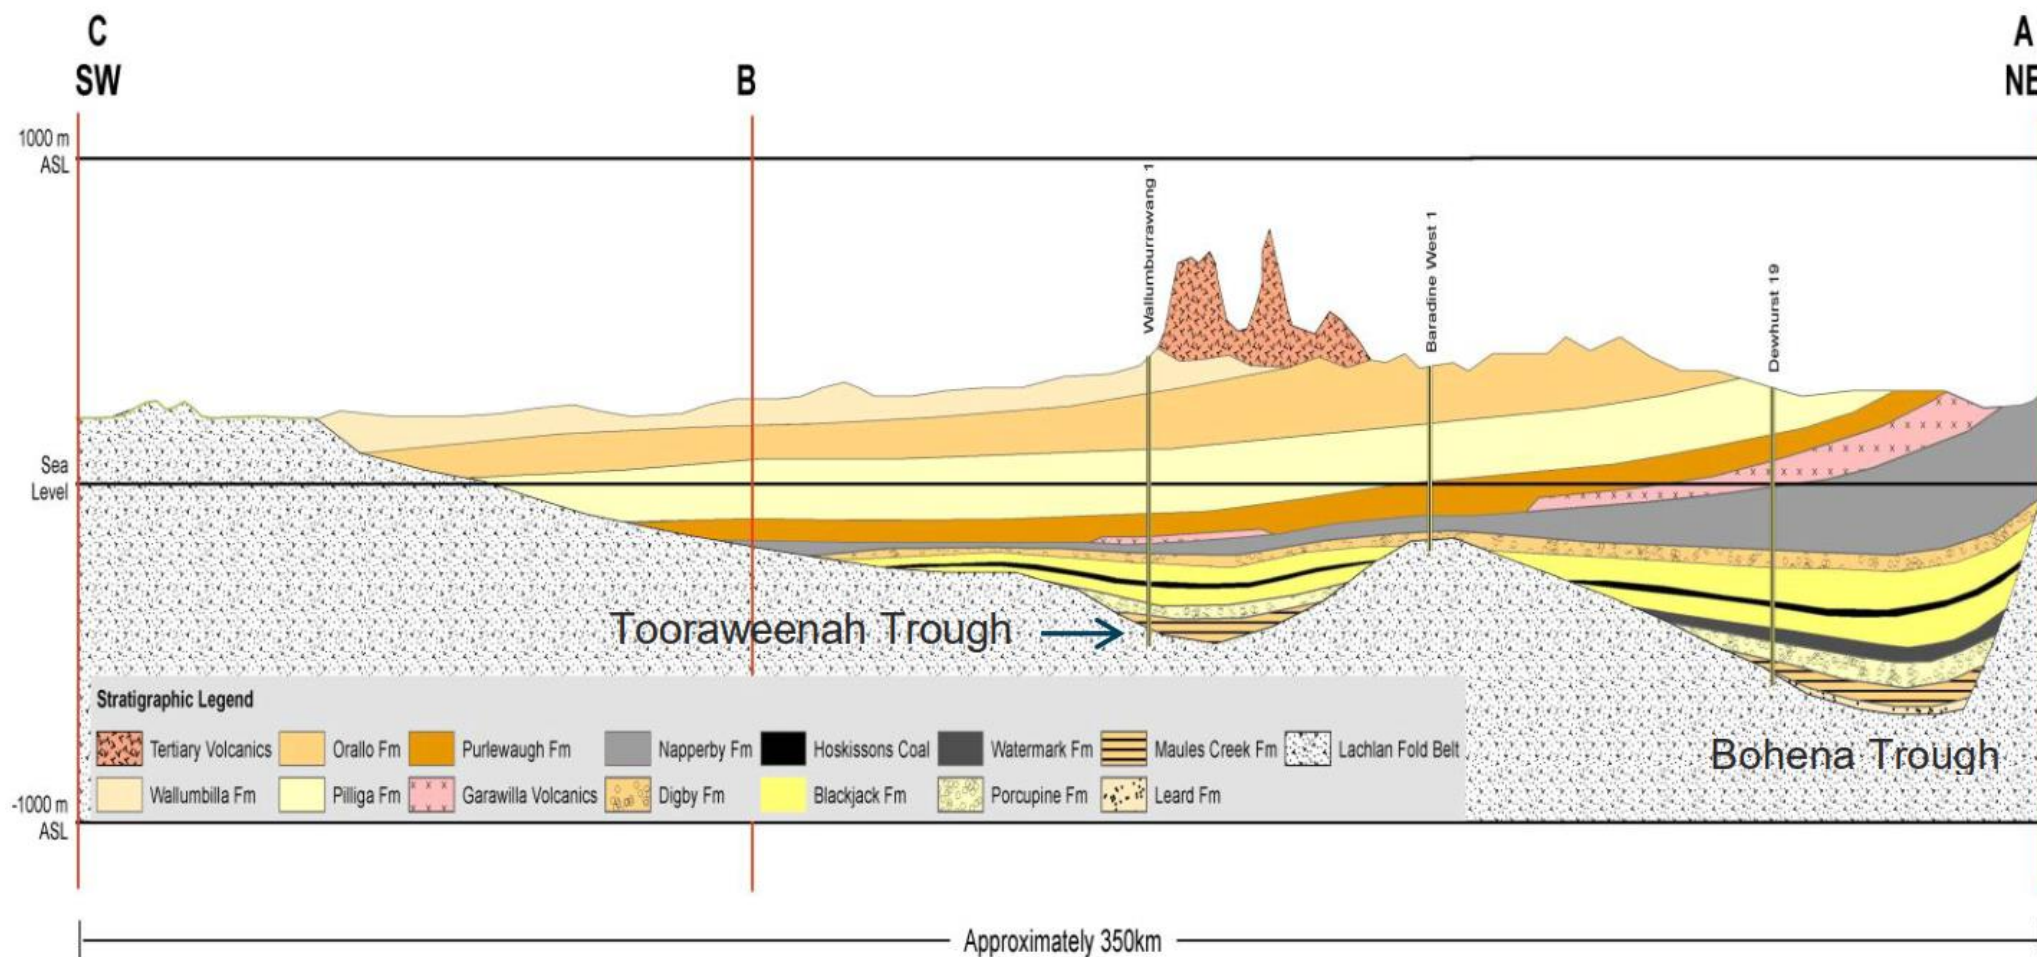 C
SW
B
A
NE
1000 m
ASL
Wallumburrawang 1
Baradine West 1
Dewhurst 19
Sea
Level
Tooraweenah Trough
Bohena Trough
Stratigraphic Legend
Tertiary Volcanics
Orallo Fm
Purlewaugh Fm
Napperby Fm
Hoskissons Coal
Watermark Fm
Maules Creek Fm
Lachlan Fold Belt
Wallumbilla Fm
Pilliga Fm
Garawilla Volcanics
Digby Fm
Blackjack Fm
Porcupine Fm
Leard Fm
-1000 m
ASL
Approximately 350km